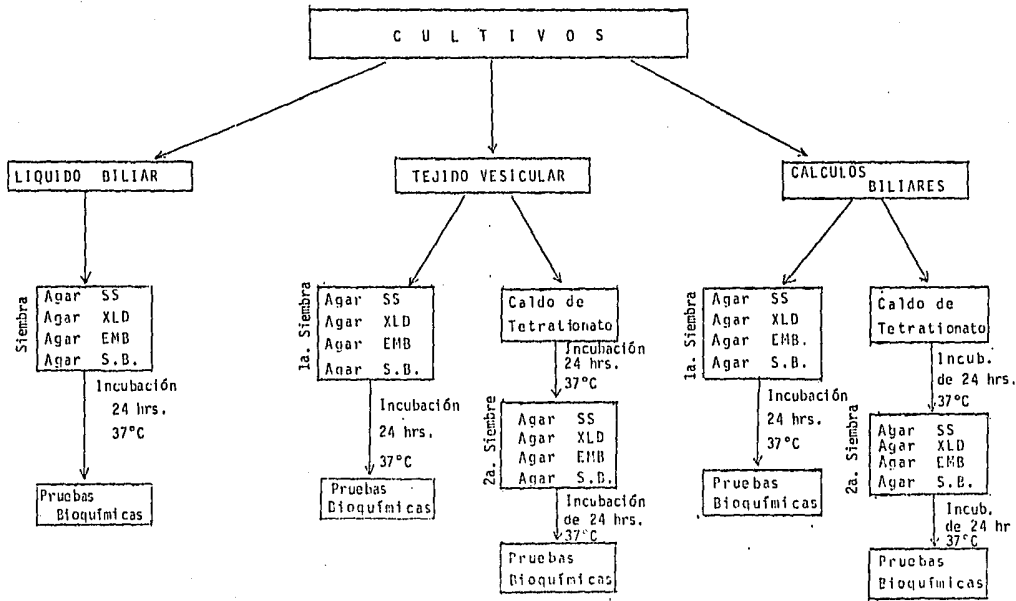 C U L T I V O S
LIQUIDO BILIAR
Siembra
Agar SS
Agar XLD
Agar EMB
Agar S.B.
Incubación
24 hrs.
37°C
Pruebas
Bioquímicas
TEJIDO VESICULAR
1a. Siembra
Agar SS
Agar XLD
Agar EMB
Agar S.B.
Incubación
24 hrs.
37°C
Pruebas
Bioquímicas
Caldo de
Tetrationato
Incubación
24 hrs.
37°C
2a. Siembre
Agar SS
Agar XLD
Agar EMB
Agar S.B.
Incubación
de 24 hrs.
37°C
Pruebas
Bioquímicas
CALCULOS
BILIARES
1a. Siembra
Agar SS
Agar XLD
Agar EMB.
Agar S.B.
Incubación
24 hrs.
37°C
Pruebas
Bioquímicas
Caldo de
Tetrationato
Incub.
de 24 hrs.
37°C
2a. Siembra
Agar SS
Agar XLD
Agar EMB
Agar S.B.
Incub.
de 24 hr
37°C
Pruebas
Bioquímicas